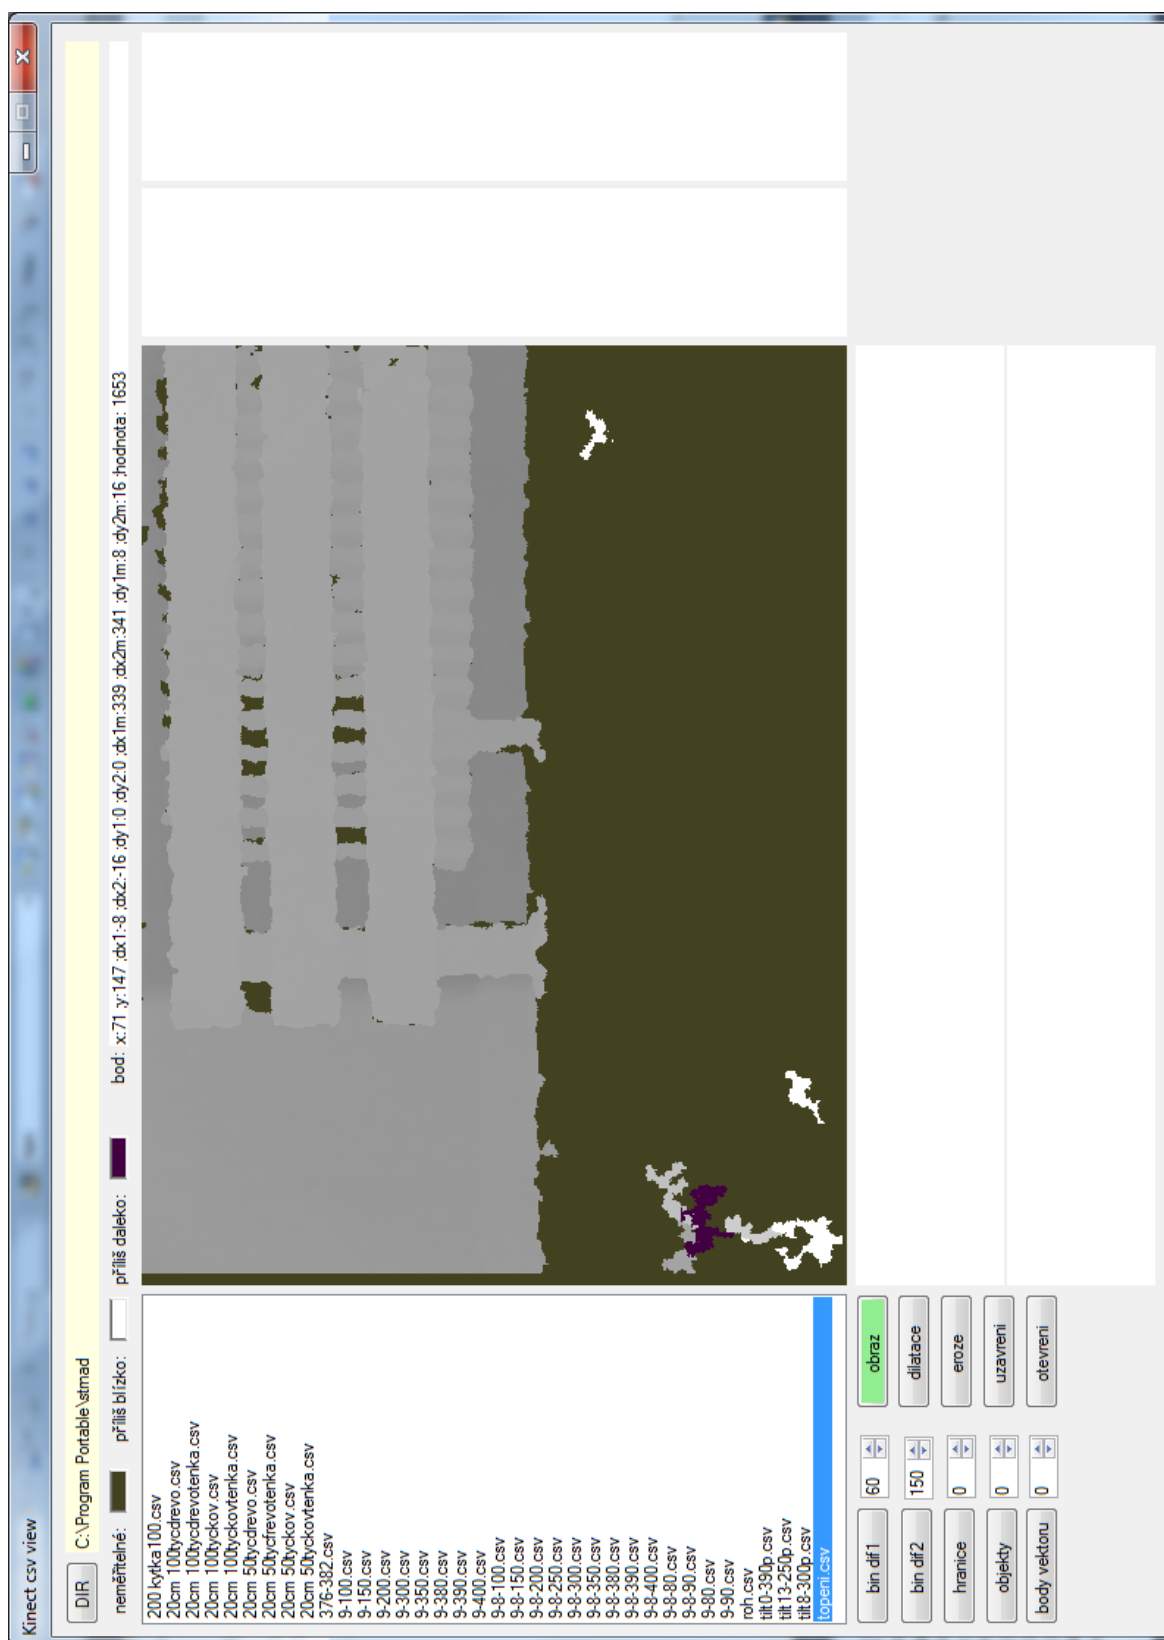 Kinect csv view
DIR C:\Program Portable\stmad
neměřitelné: příliš blízko: příliš daleko: bod: x:71 ;y:147 ;dx1:-8 ;dx2:-16 ;dy1:0 ;dy2:0 ;dx1m:339 ;dx2m:341 ;dy1m:8 ;dy2m:16 ;hodnota: 1653
200 kytka100.csv
20cm 100tycdrevo.csv
20cm 100tycdrevotenka.csv
20cm 100tyckov.csv
20cm 100tyckovtenka.csv
20cm 50tycdrevo.csv
20cm 50tycfrevotenka.csv
20cm 50tyckov.csv
20cm 50tyckovtenka.csv
376-382.csv
9-100.csv
9-150.csv
9-200.csv
9-300.csv
9-350.csv
9-380.csv
9-390.csv
9-400.csv
9-8-100.csv
9-8-150.csv
9-8-200.csv
9-8-250.csv
9-8-300.csv
9-8-350.csv
9-8-380.csv
9-8-390.csv
9-8-400.csv
9-8-80.csv
9-8-90.csv
9-80.csv
9-90.csv
roh.csv
tilt0-390p.csv
tilt13-250p.csv
tilt8-300p.csv
topeni.csv
bin dif1 60 obraz
bin dif2 150 dilatace
hranice 0 eroze
objekty 0 uzavreni
body vektoru 0 otevreni